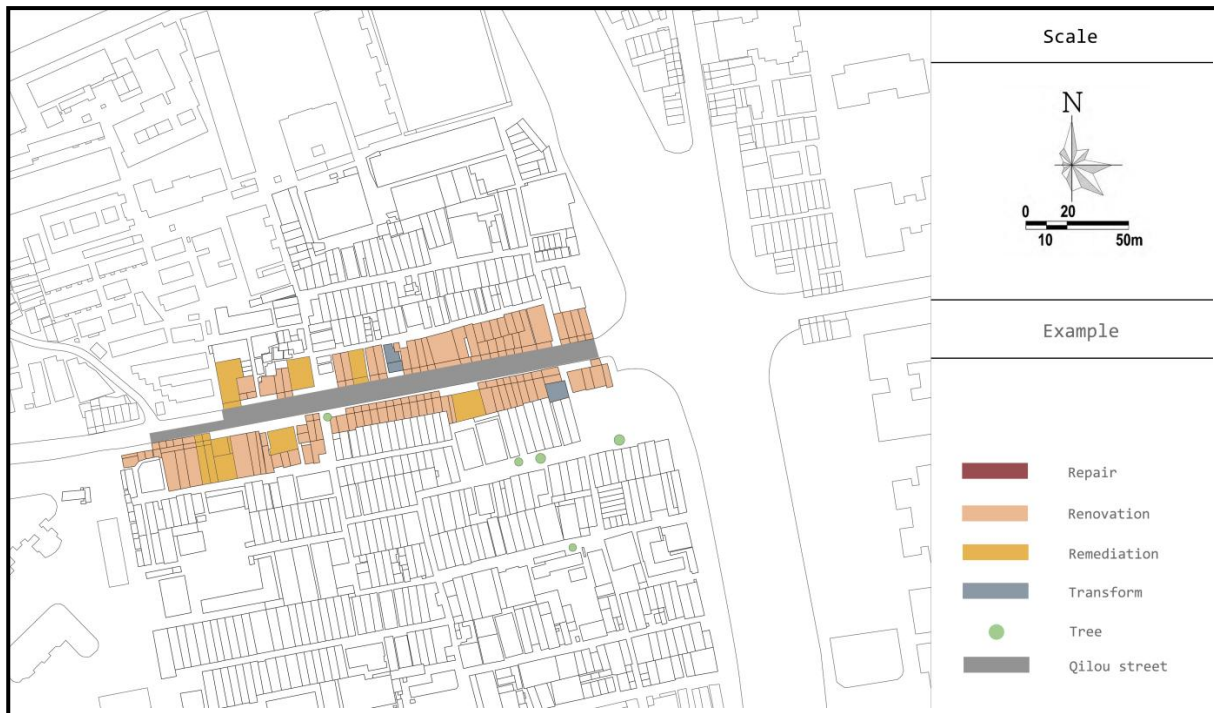 Scale
N
0 20
10 50m
Example
Repair
Renovation
Remediation
Transform
Tree
Qilou street